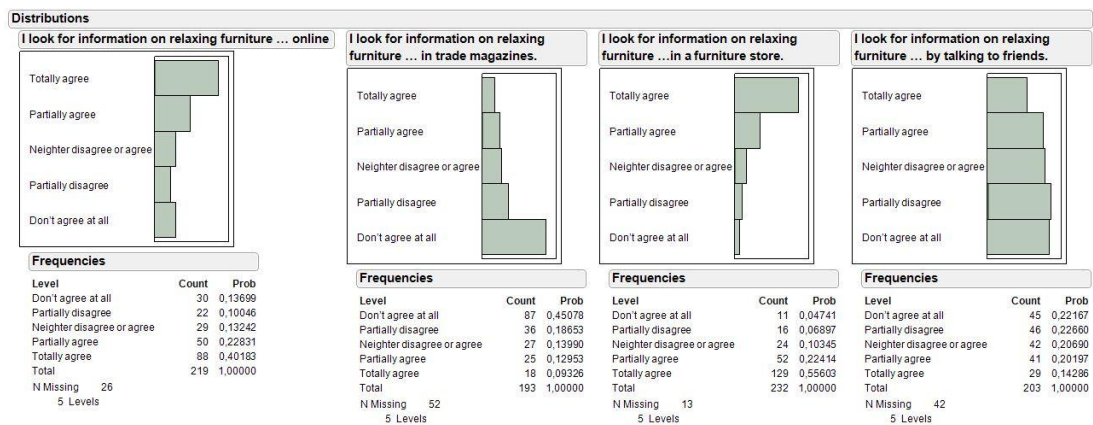 Distributions
I look for information on relaxing furniture ... online
Totally agree
Partially agree
Neighter disagree or agree
Partially disagree
Don't agree at all
Frequencies
Level Count Prob
Don't agree at all 30 0,13699
Partially disagree 22 0,10046
Neighter disagree or agree 29 0,13242
Partially agree 50 0,22831
Totally agree 88 0,40183
Total 219 1,00000
N Missing 26
5 Levels
I look for information on relaxing
furniture ... in trade magazines.
Totally agree
Partially agree
Neighter disagree or agree
Partially disagree
Don't agree at all
Frequencies
Level Count Prob
Don't agree at all 87 0,45078
Partially disagree 36 0,18653
Neighter disagree or agree 27 0,13990
Partially agree 25 0,12953
Totally agree 18 0,09326
Total 193 1,00000
N Missing 52
5 Levels
I look for information on relaxing
furniture ...in a furniture store.
Totally agree
Partially agree
Neighter disagree or agree
Partially disagree
Don't agree at all
Frequencies
Level Count Prob
Don't agree at all 11 0,04741
Partially disagree 16 0,06897
Neighter disagree or agree 24 0,10345
Partially agree 52 0,22414
Totally agree 129 0,55603
Total 232 1,00000
N Missing 13
5 Levels
I look for information on relaxing
furniture ... by talking to friends.
Totally agree
Partially agree
Neighter disagree or agree
Partially disagree
Don't agree at all
Frequencies
Level Count Prob
Don't agree at all 45 0,22167
Partially disagree 46 0,22660
Neighter disagree or agree 42 0,20690
Partially agree 41 0,20197
Totally agree 29 0,14286
Total 203 1,00000
N Missing 42
5 Levels